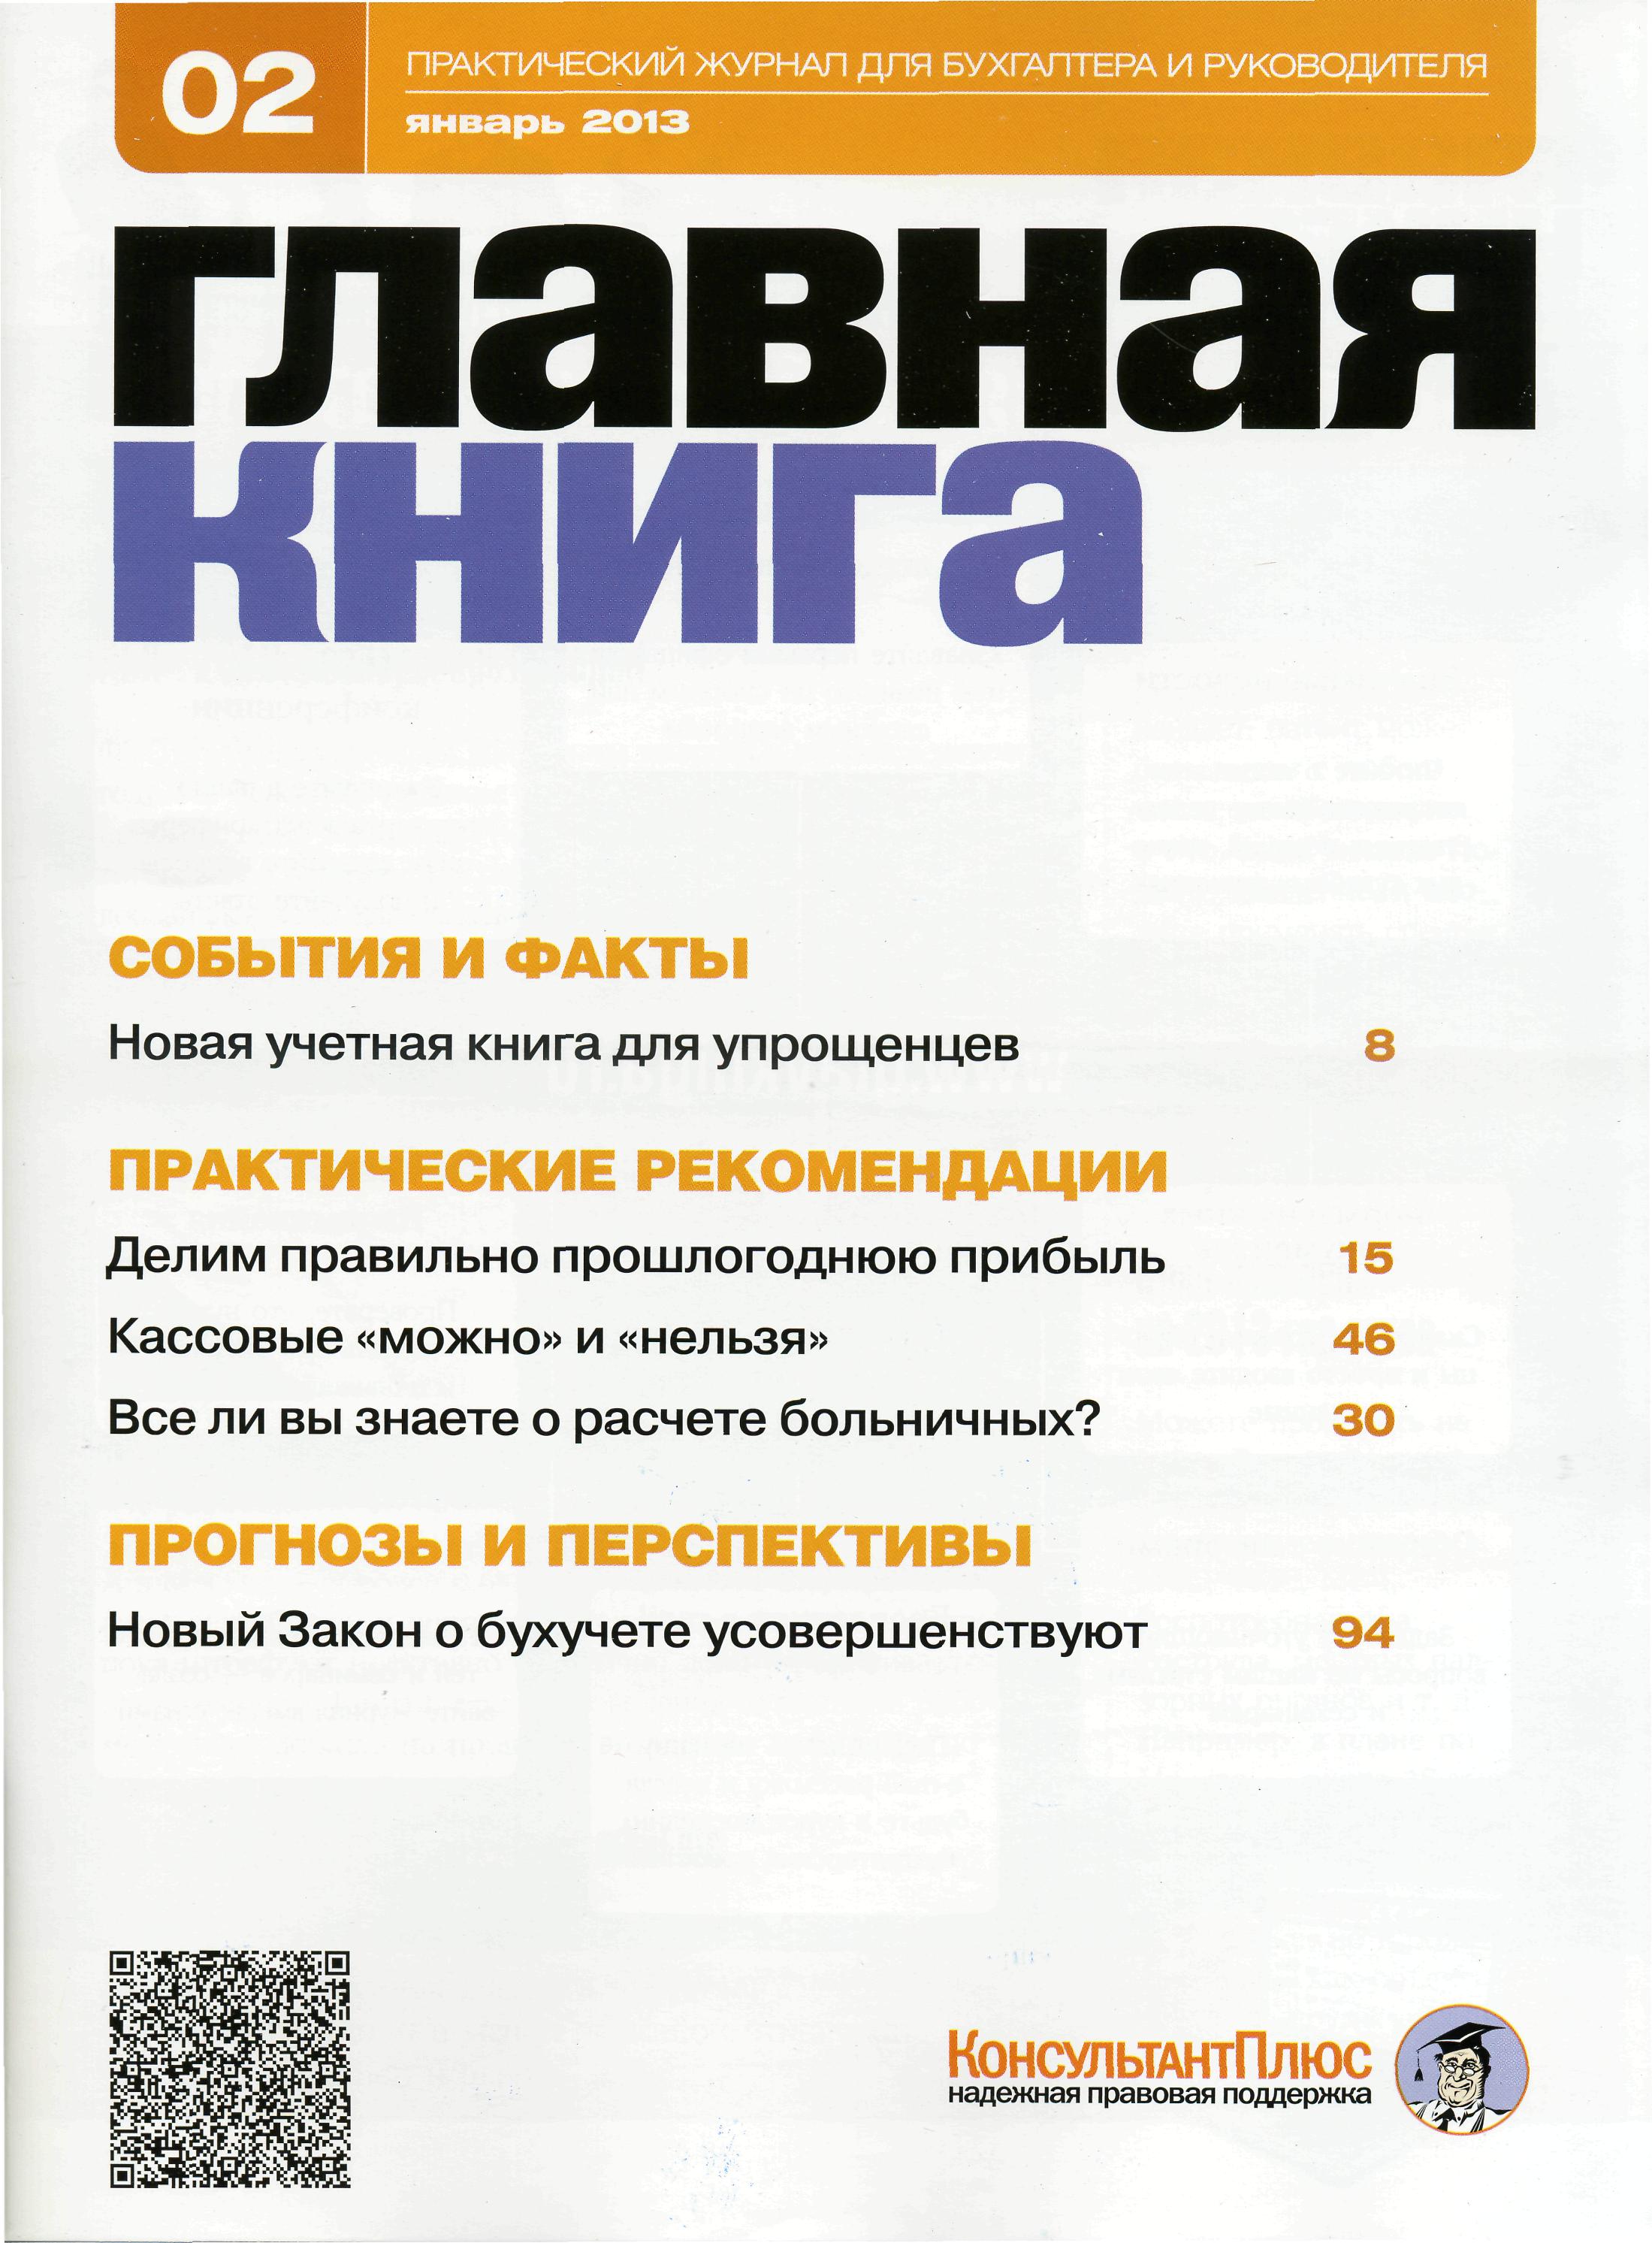 02
ПРАКТИЧЕСКИЙ ЖУРНАЛ ДЛЯ БУХГАЛТЕРА И РУКОВОДИТЕЛЯ
январь 2013
главная
книга
СОБЫТИЯ И ФАКТЫ
Новая учетная книга для упрощенцев 8
ПРАКТИЧЕСКИЕ РЕКОМЕНДАЦИИ
Делим правильно прошлогоднюю прибыль 15
Кассовые «можно» и «нельзя» 46
Все ли вы знаете о расчете больничных? 30
ПРОГНОЗЫ И ПЕРСПЕКТИВЫ
Новый Закон о бухучете усовершенствуют 94
КонсультантПлюс
надежная правовая поддержка